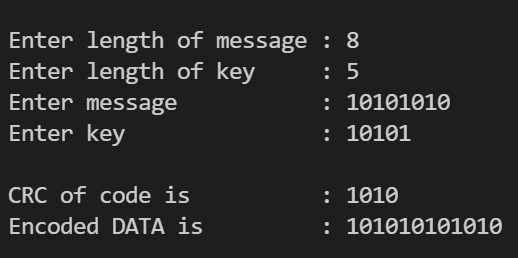 Enter length of message : 8
Enter length of key     : 5
Enter message           : 10101010
Enter key               : 10101
CRC of code is          : 1010
Encoded DATA is         : 101010101010